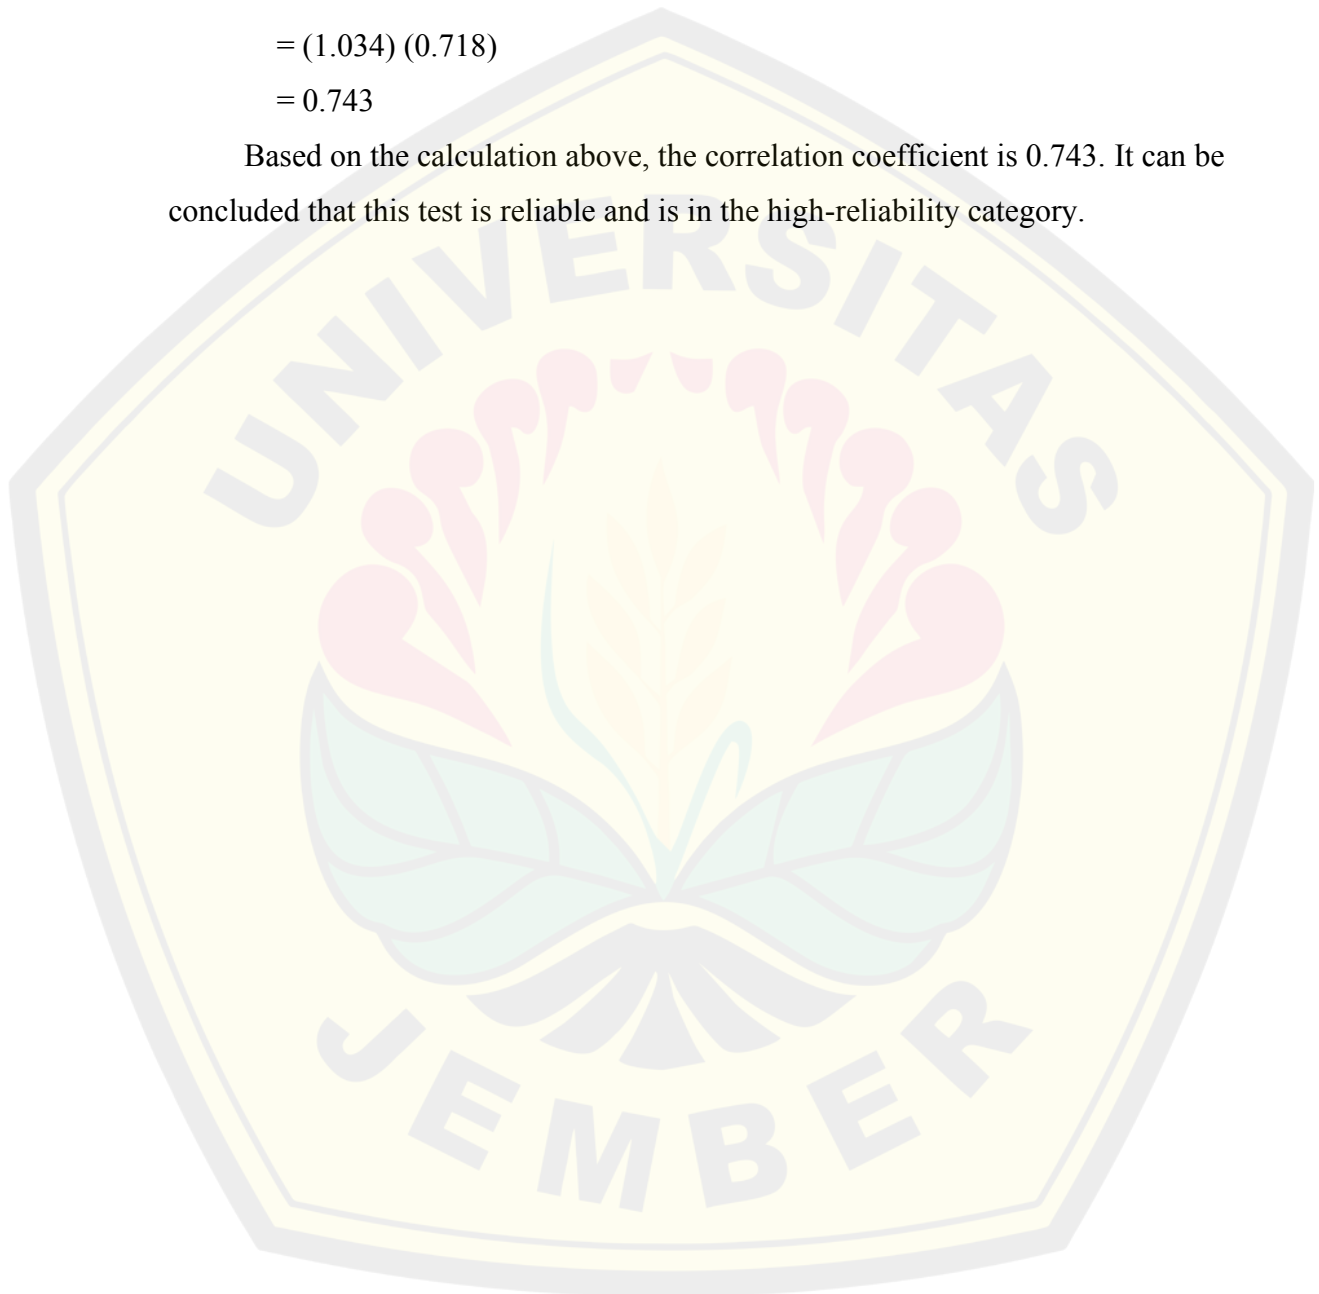 = (1.034) (0.718)
= 0.743
Based on the calculation above, the correlation coefficient is 0.743. It can be
concluded that this test is reliable and is in the high-reliability category.
UNIVERSITAS
JEMBER